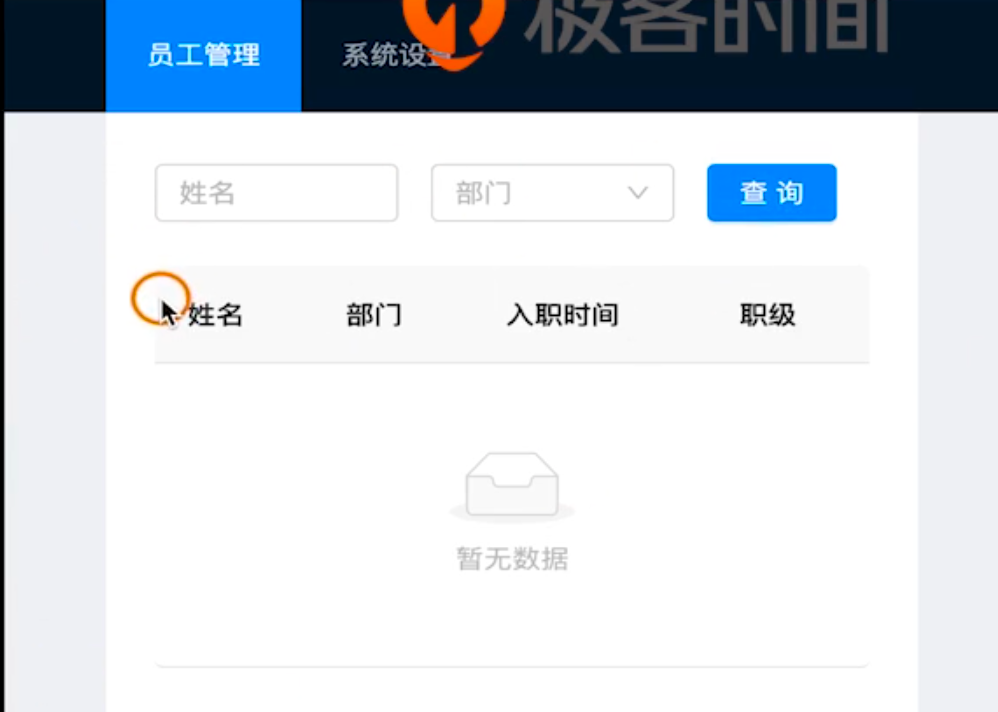 极客时间
员工管理 系统设置
姓名 部门 查 询
姓名 部门 入职时间 职级
暂无数据